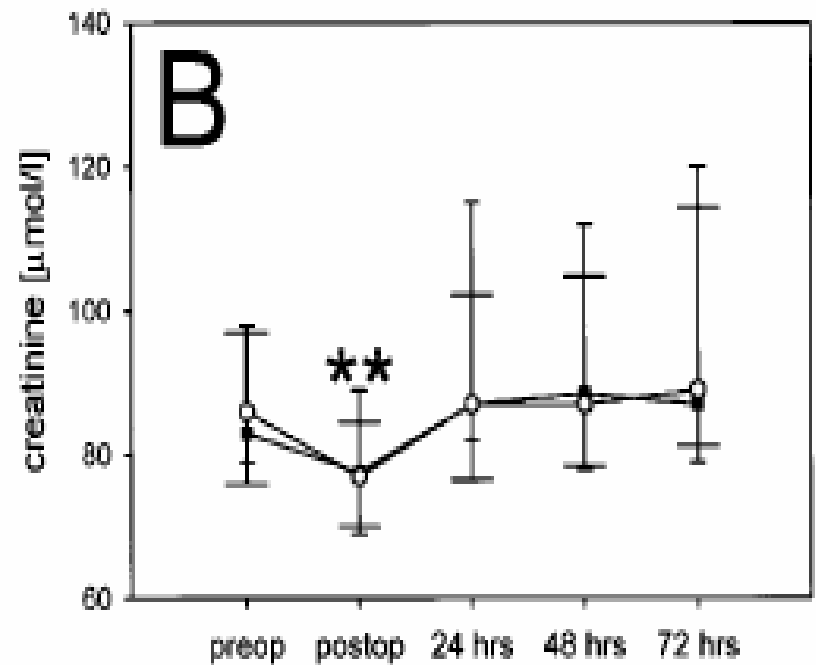 B
creatinine [μmol/l]
140
120
100
80
60
**
preop postop 24 hrs 48 hrs 72 hrs